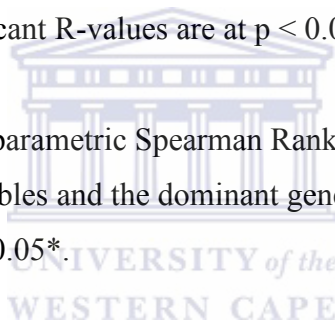 cant R-values are at p < 0.0
parametric Spearman Rank
bles and the dominant gene
0.05*.
UNIVERSITY of the
WESTERN CAPE